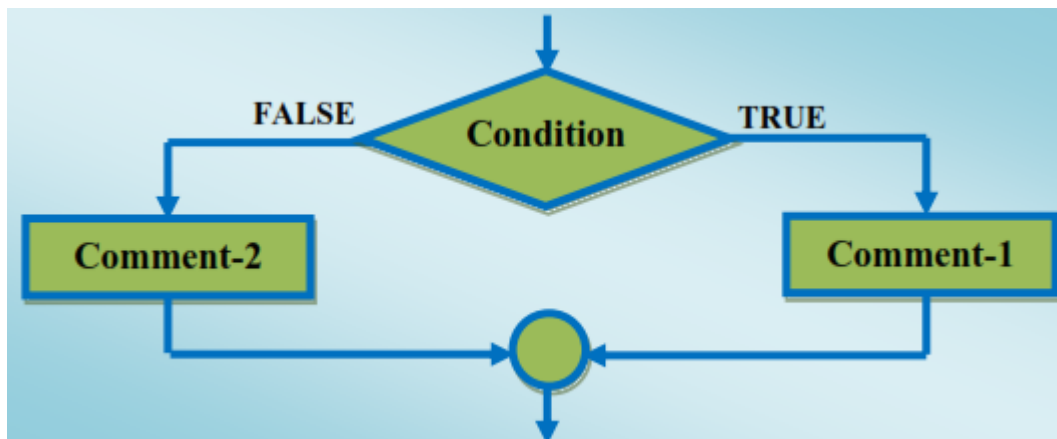 FALSE
TRUE
Condition
Comment-2
Comment-1